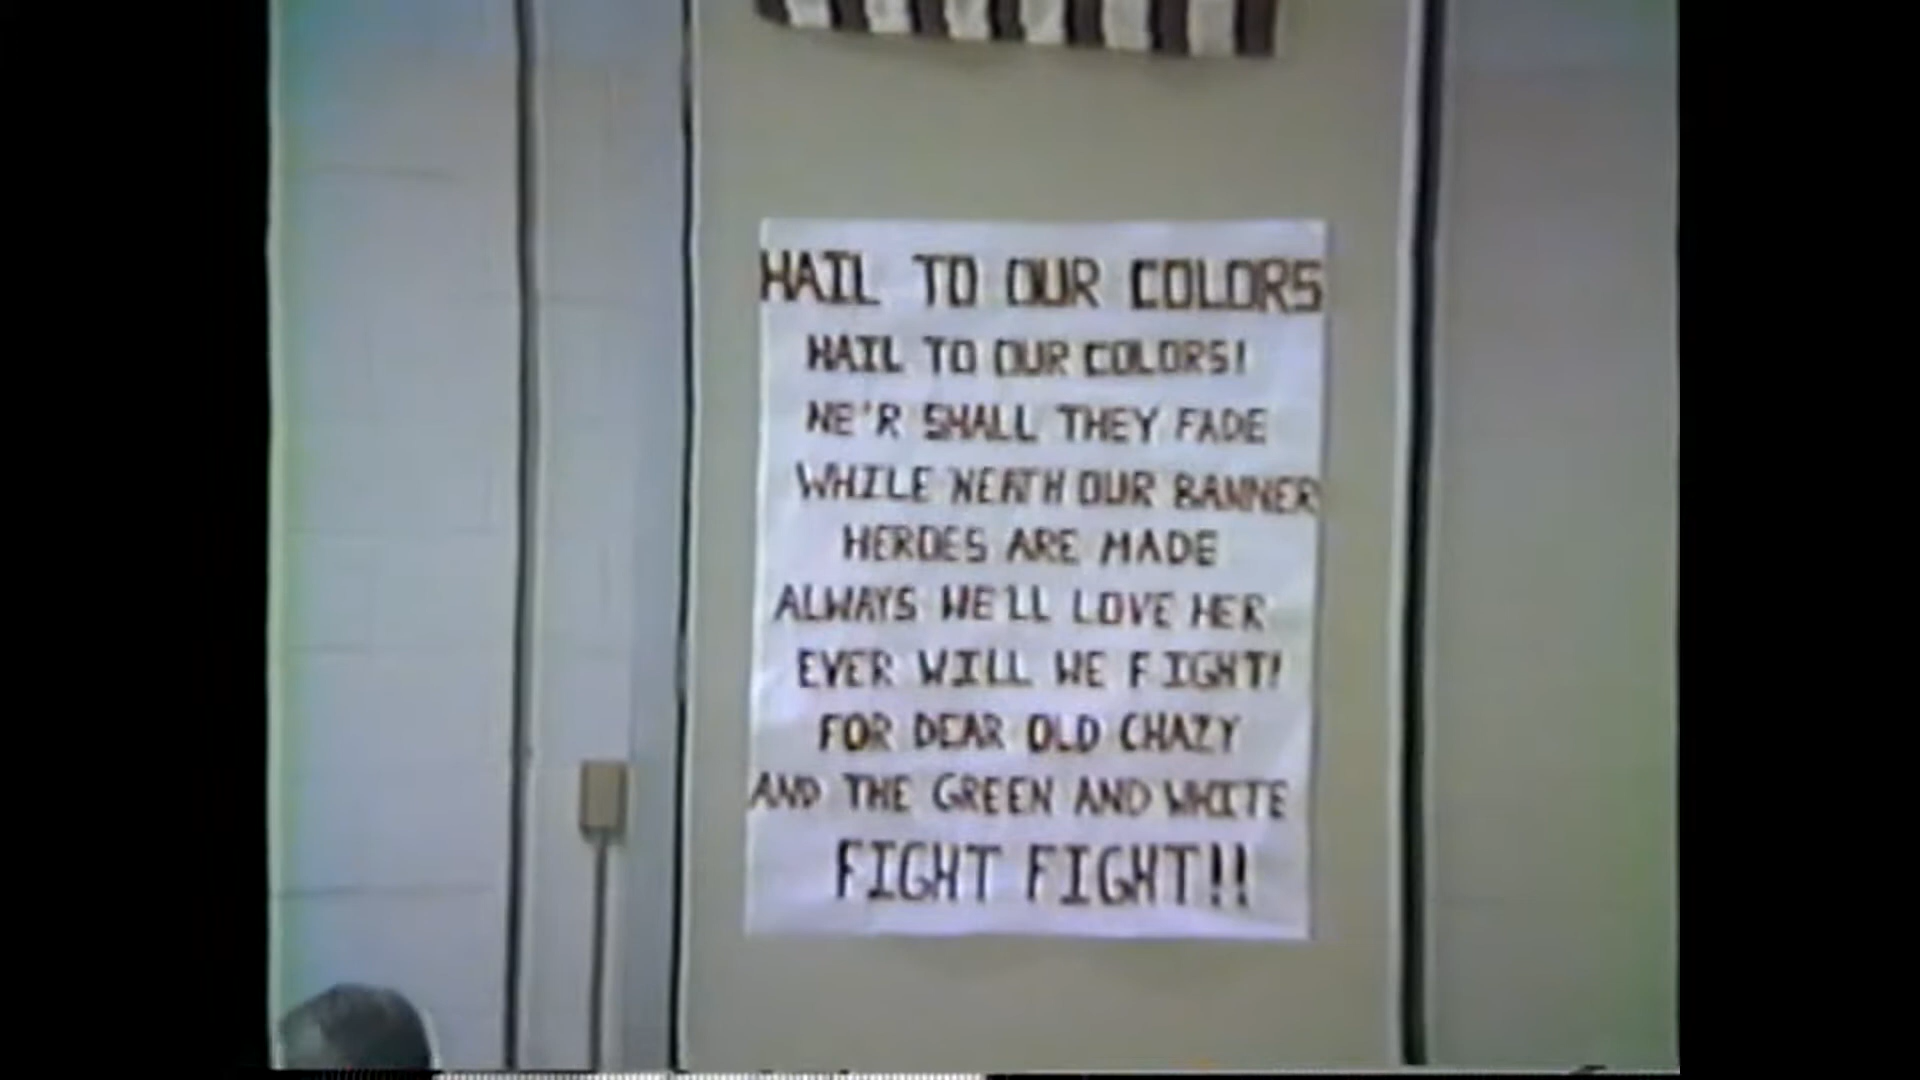 HAIL TO OUR COLORS
HAIL TO OUR COLORS!
NE'R SHALL THEY FADE
WHILE 'NEATH OUR BANNER
HEROES ARE MADE
ALWAYS WE'LL LOVE HER
EVER WILL WE FIGHT!
FOR DEAR OLD CHAZY
AND THE GREEN AND WHITE
FIGHT FIGHT!!